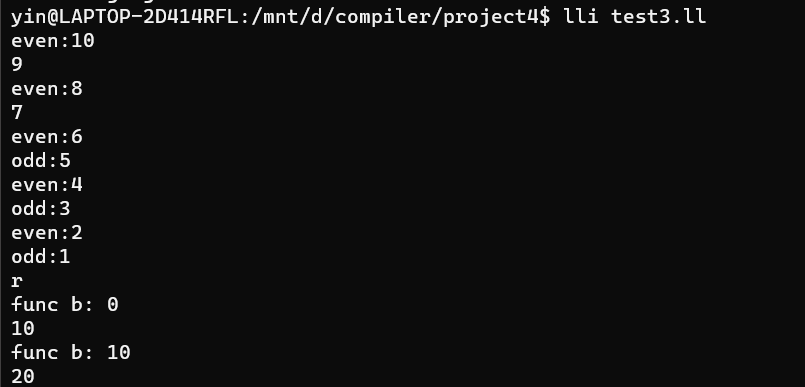 yin@LAPTOP-2D414RFL:/mnt/d/compiler/project4$ lli test3.ll
even:10
9
even:8
7
even:6
odd:5
even:4
odd:3
even:2
odd:1
r
func b: 0
10
func b: 10
20